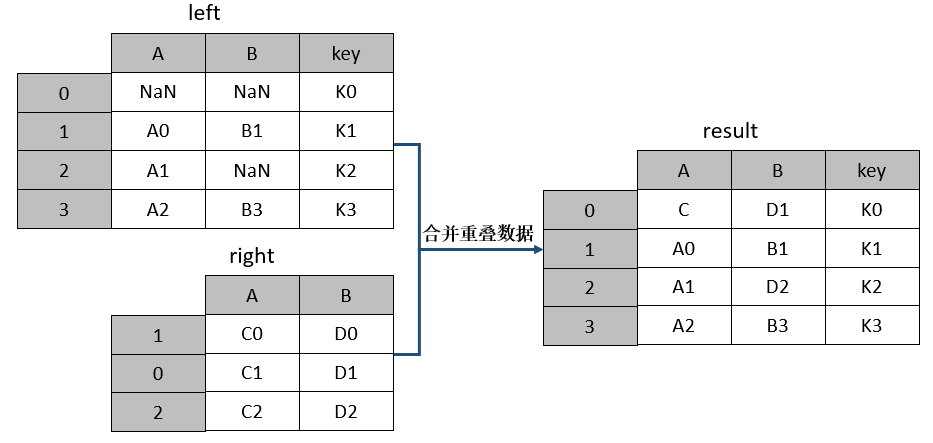 left
A B key
0 NaN NaN K0
1 A0 B1 K1
2 A1 NaN K2
3 A2 B3 K3
right
A B
1 C0 D0
0 C1 D1
2 C2 D2
合并重叠数据
result
A B key
0 C D1 K0
1 A0 B1 K1
2 A1 D2 K2
3 A2 B3 K3